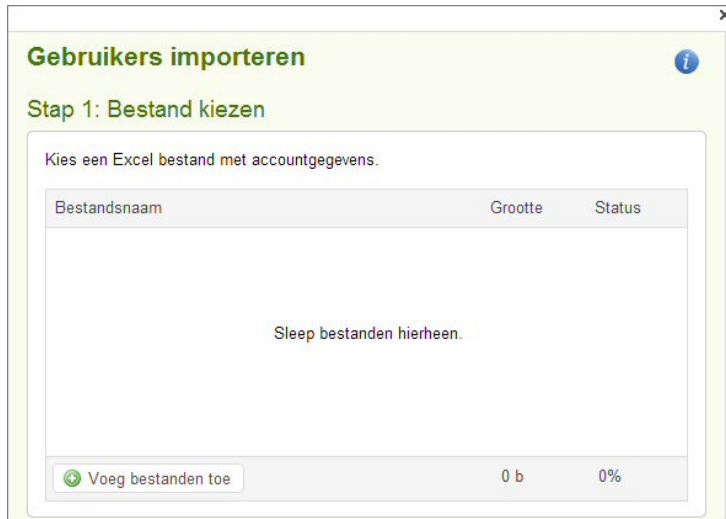 Gebruikers importeren
Stap 1: Bestand kiezen
Kies een Excel bestand met accountgegevens.
Bestandsnaam Grootte Status
Sleep bestanden hierheen.
Voeg bestanden toe 0 b 0%